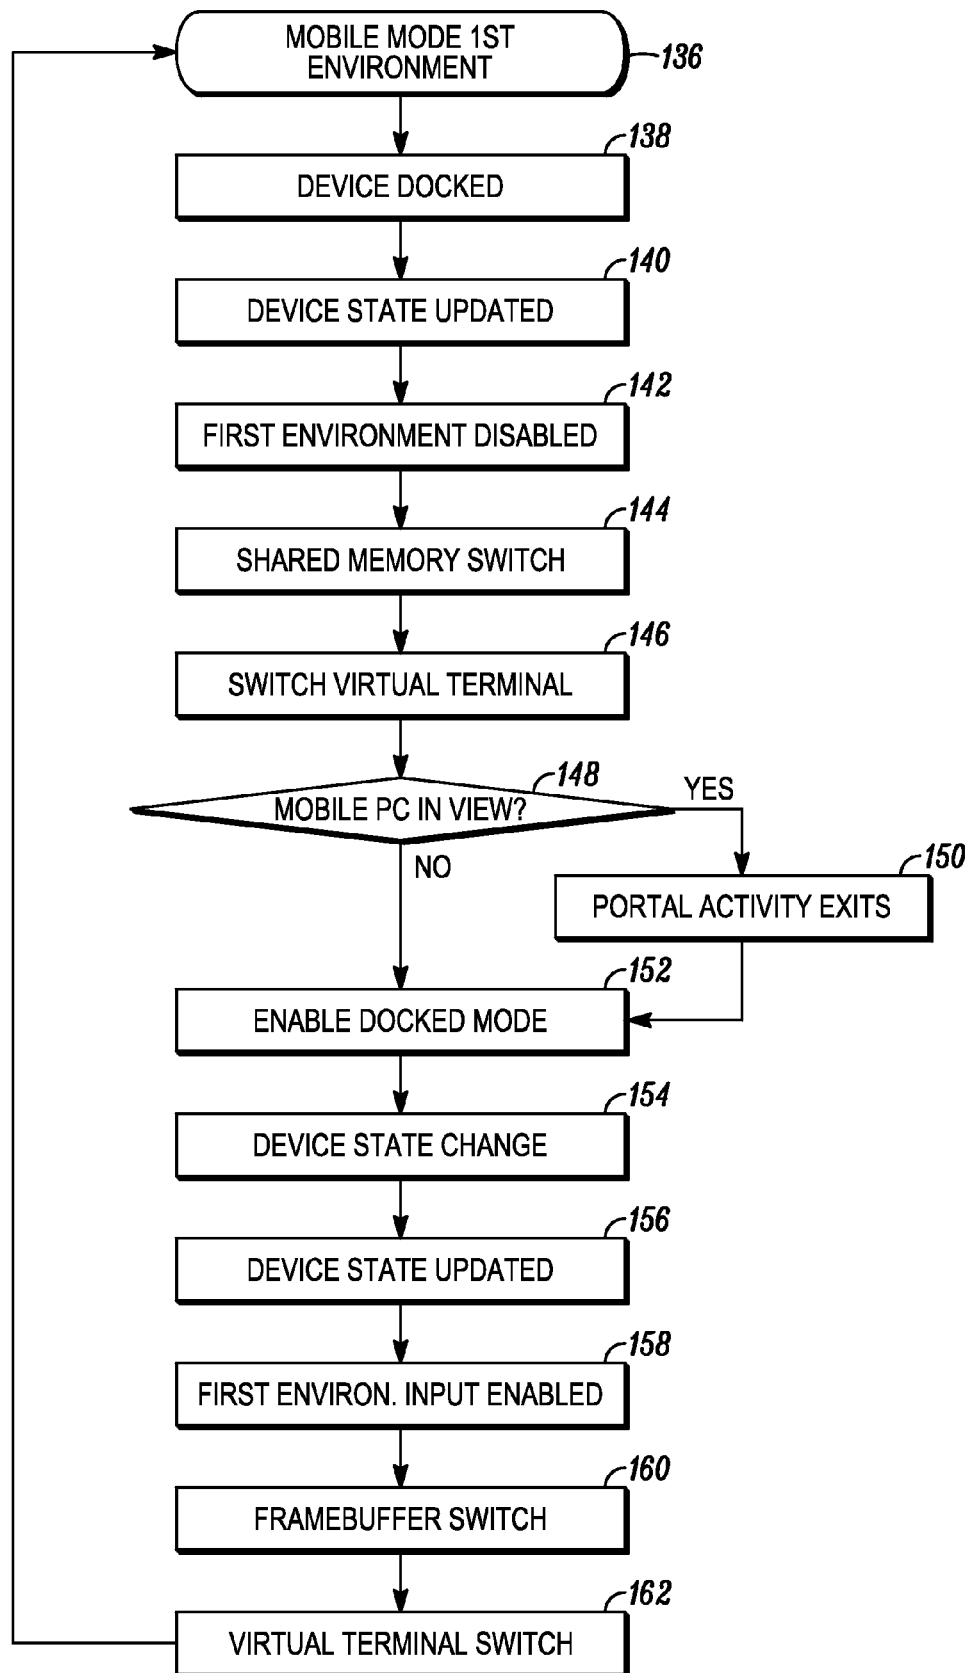 MOBILE MODE 1ST
ENVIRONMENT
136
138
DEVICE DOCKED
140
DEVICE STATE UPDATED
142
FIRST ENVIRONMENT DISABLED
144
SHARED MEMORY SWITCH
146
SWITCH VIRTUAL TERMINAL
148
MOBILE PC IN VIEW?
YES
NO
150
PORTAL ACTIVITY EXITS
152
ENABLE DOCKED MODE
154
DEVICE STATE CHANGE
156
DEVICE STATE UPDATED
158
FIRST ENVIRON. INPUT ENABLED
160
FRAMEBUFFER SWITCH
162
VIRTUAL TERMINAL SWITCH